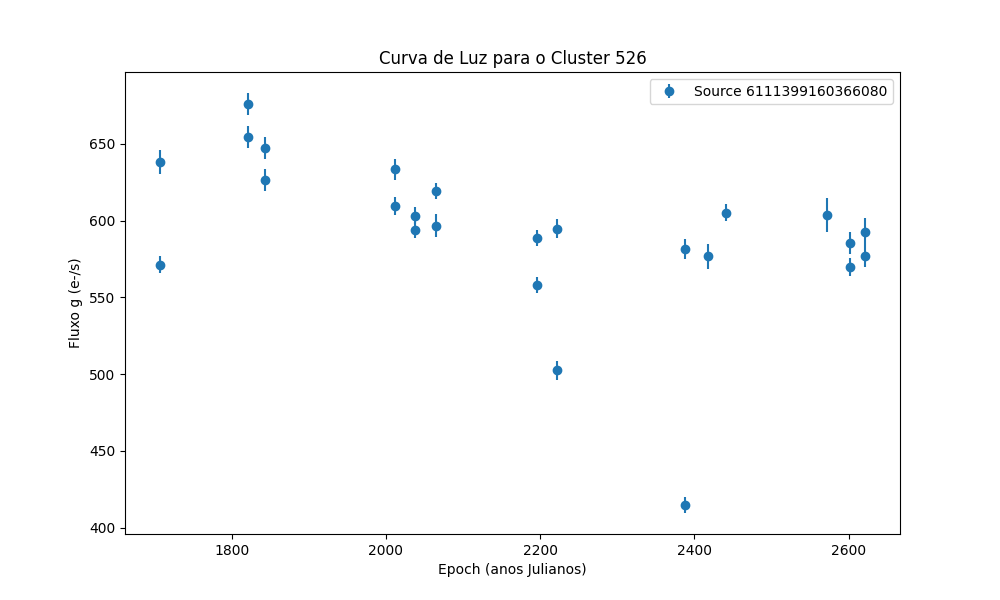 Curva de Luz para o Cluster 526
Source 6111399160366080
Fluxo g (e-/s)
650
600
550
500
450
400
1800 2000 2200 2400 2600
Epoch (anos Julianos)